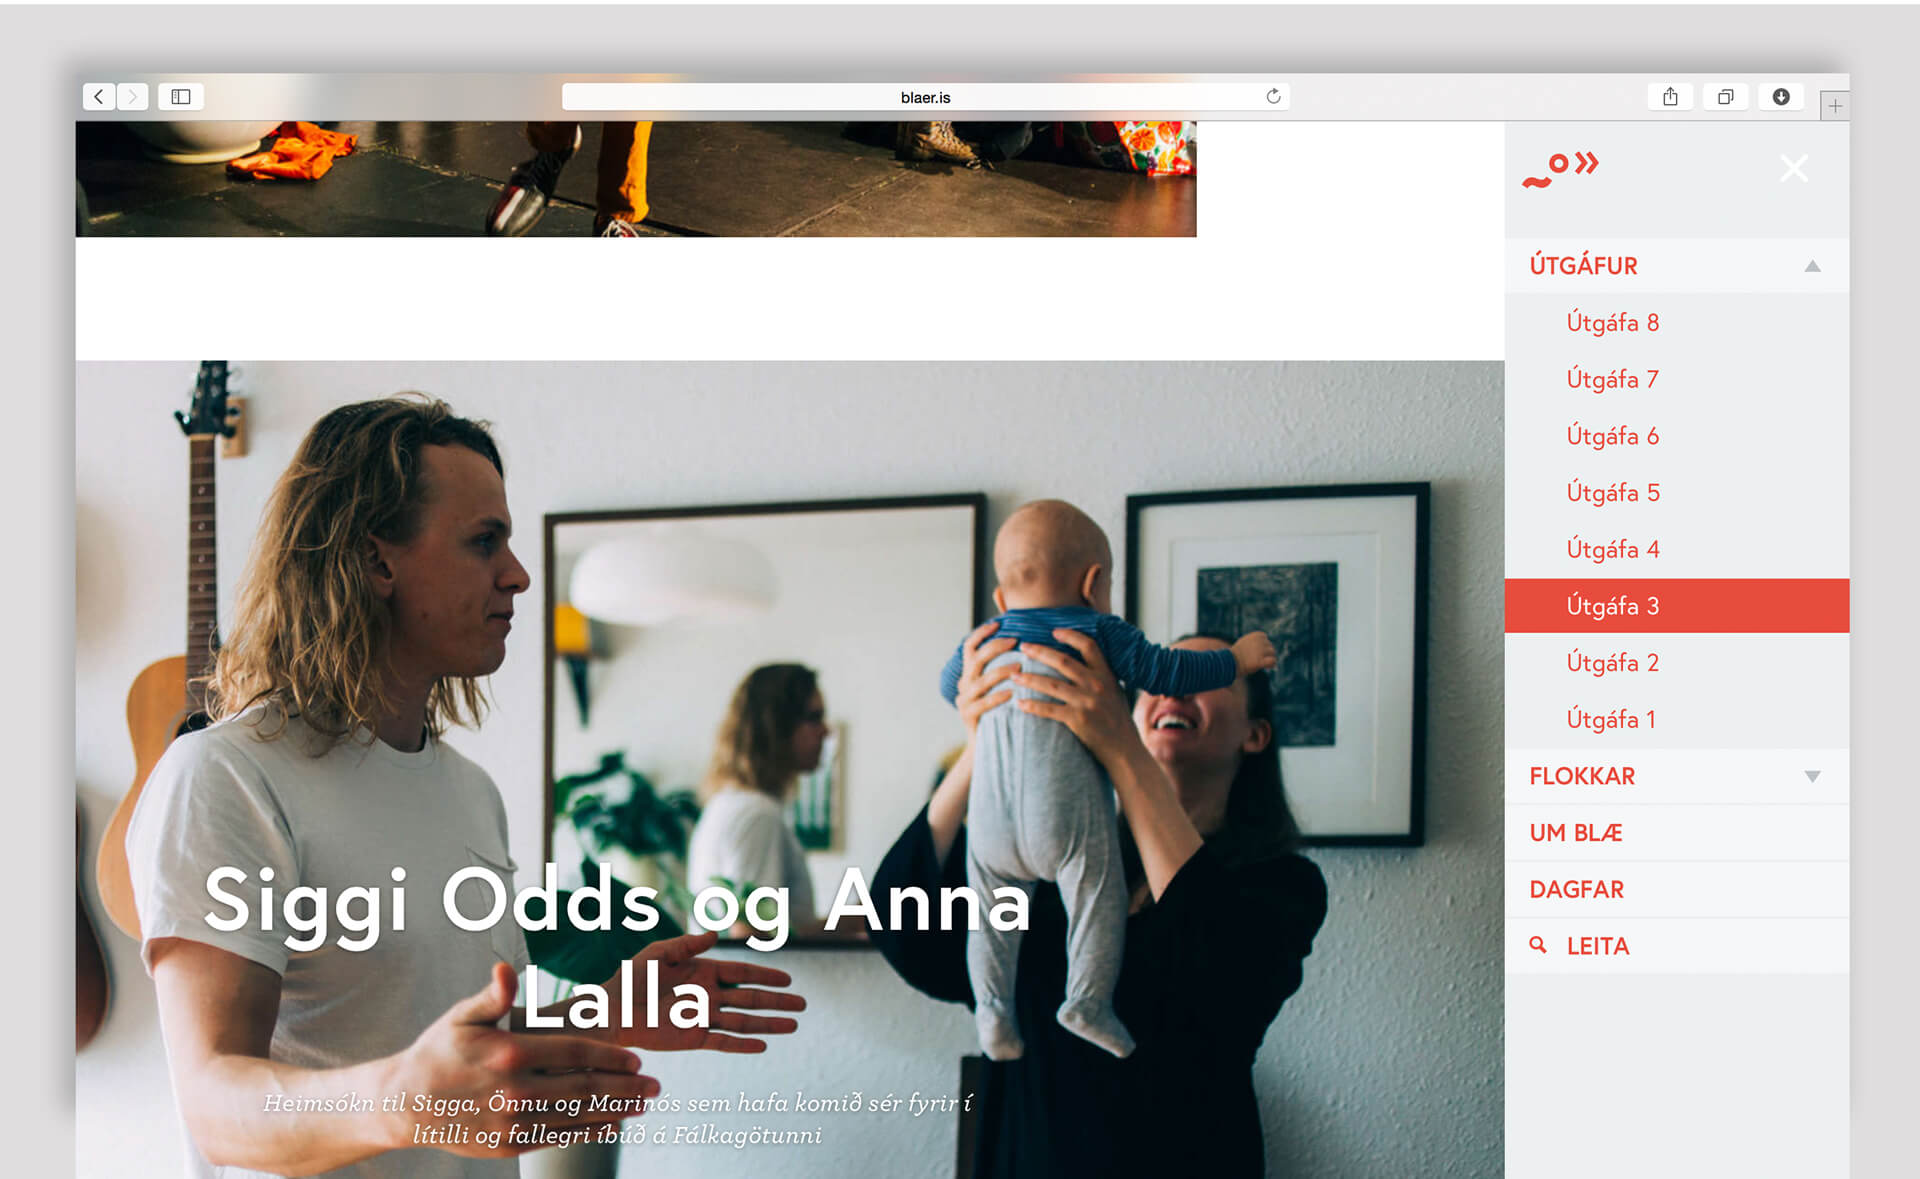 blaer.is
ÚTGÁFUR
Útgáfa 8
Útgáfa 7
Útgáfa 6
Útgáfa 5
Útgáfa 4
Útgáfa 3
Útgáfa 2
Útgáfa 1
FLOKKAR
UM BLÆ
DAGFAR
LEITA
Siggi Odds og Anna
Lalla
Heimsókn til Sigga, Önnu og Marinós sem hafa komið sér fyrir í
lítilli og fallegri íbúð á Fálkagötunni